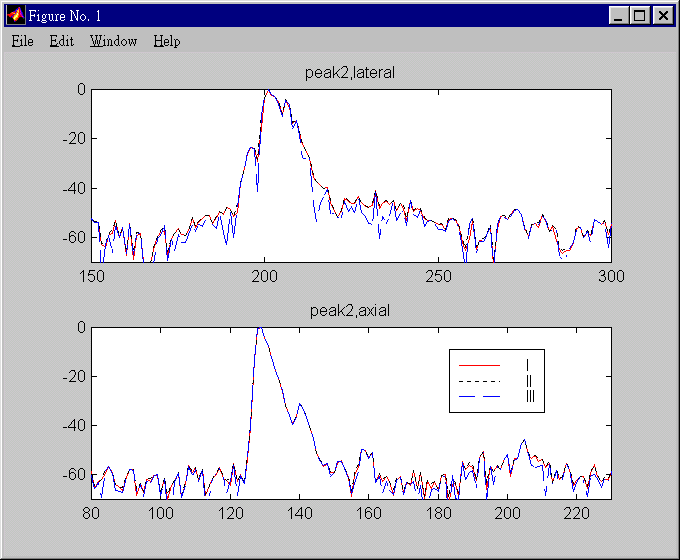 Figure No. 1
File Edit Window Help
peak2,lateral
0
-20
-40
-60
150 200 250 300
peak2,axial
0
-20
-40
-60
I
II
III
80 100 120 140 160 180 200 220